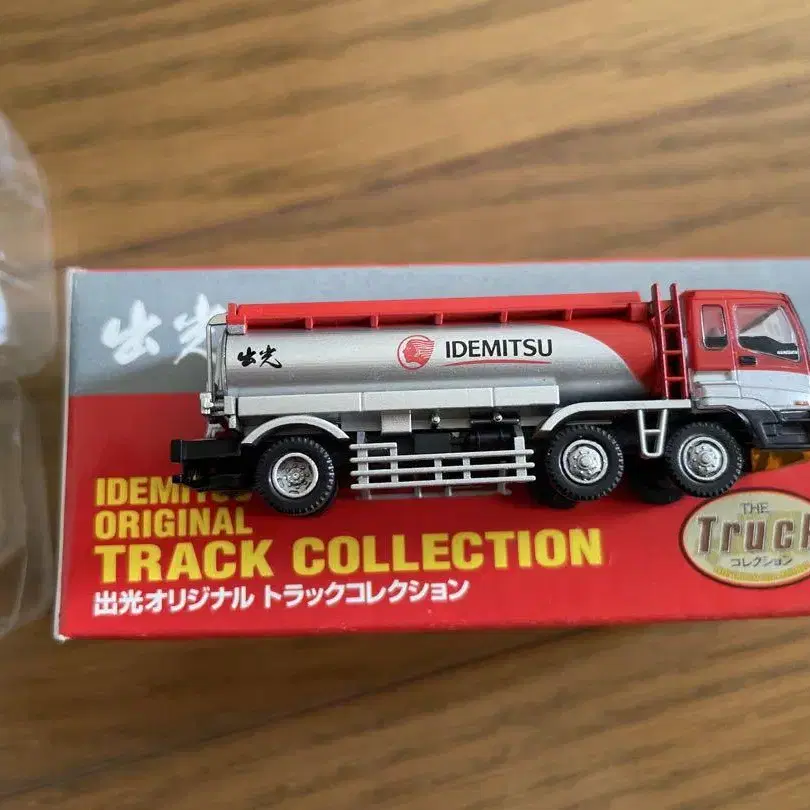 出光
出光 IDEMITSU
IDEMITSU
ORIGINAL
TRACK COLLECTION
出光オリジナル トラックコレクション
THE
Truck
コレクション